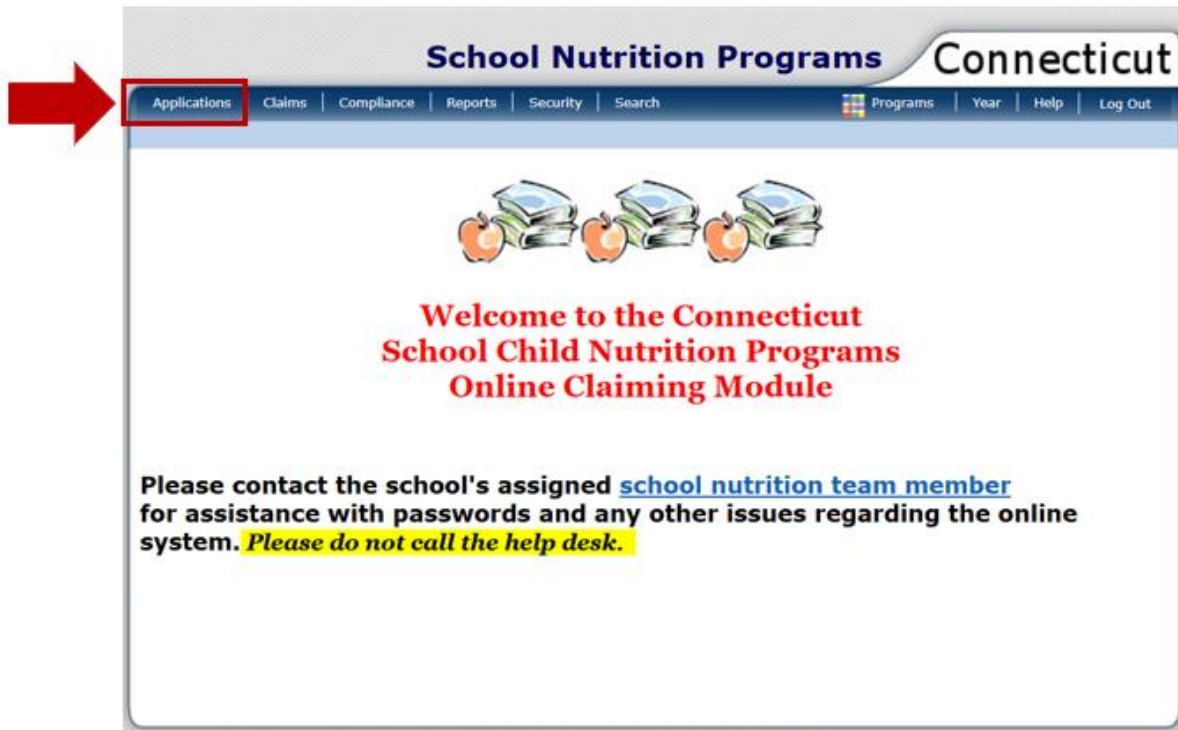 School Nutrition Programs Connecticut
Applications | Claims | Compliance | Reports | Security | Search Programs | Year | Help | Log Out
Welcome to the Connecticut
School Child Nutrition Programs
Online Claiming Module
Please contact the school's assigned school nutrition team member
for assistance with passwords and any other issues regarding the online
system. Please do not call the help desk.